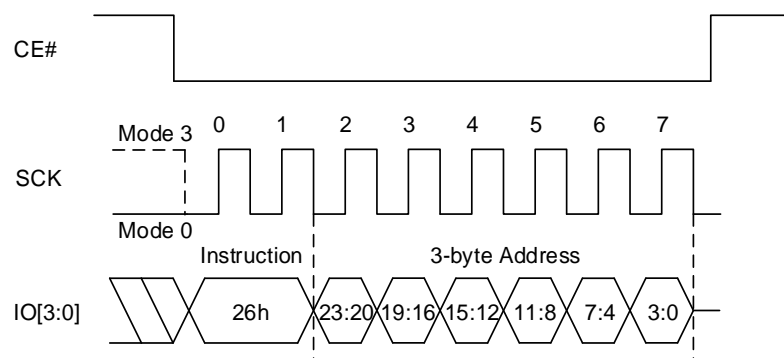 CE#
Mode 3 0 1 2 3 4 5 6 7
SCK
Mode 0
Instruction 3-byte Address
IO[3:0] 26h 23:20 19:16 15:12 11:8 7:4 3:0